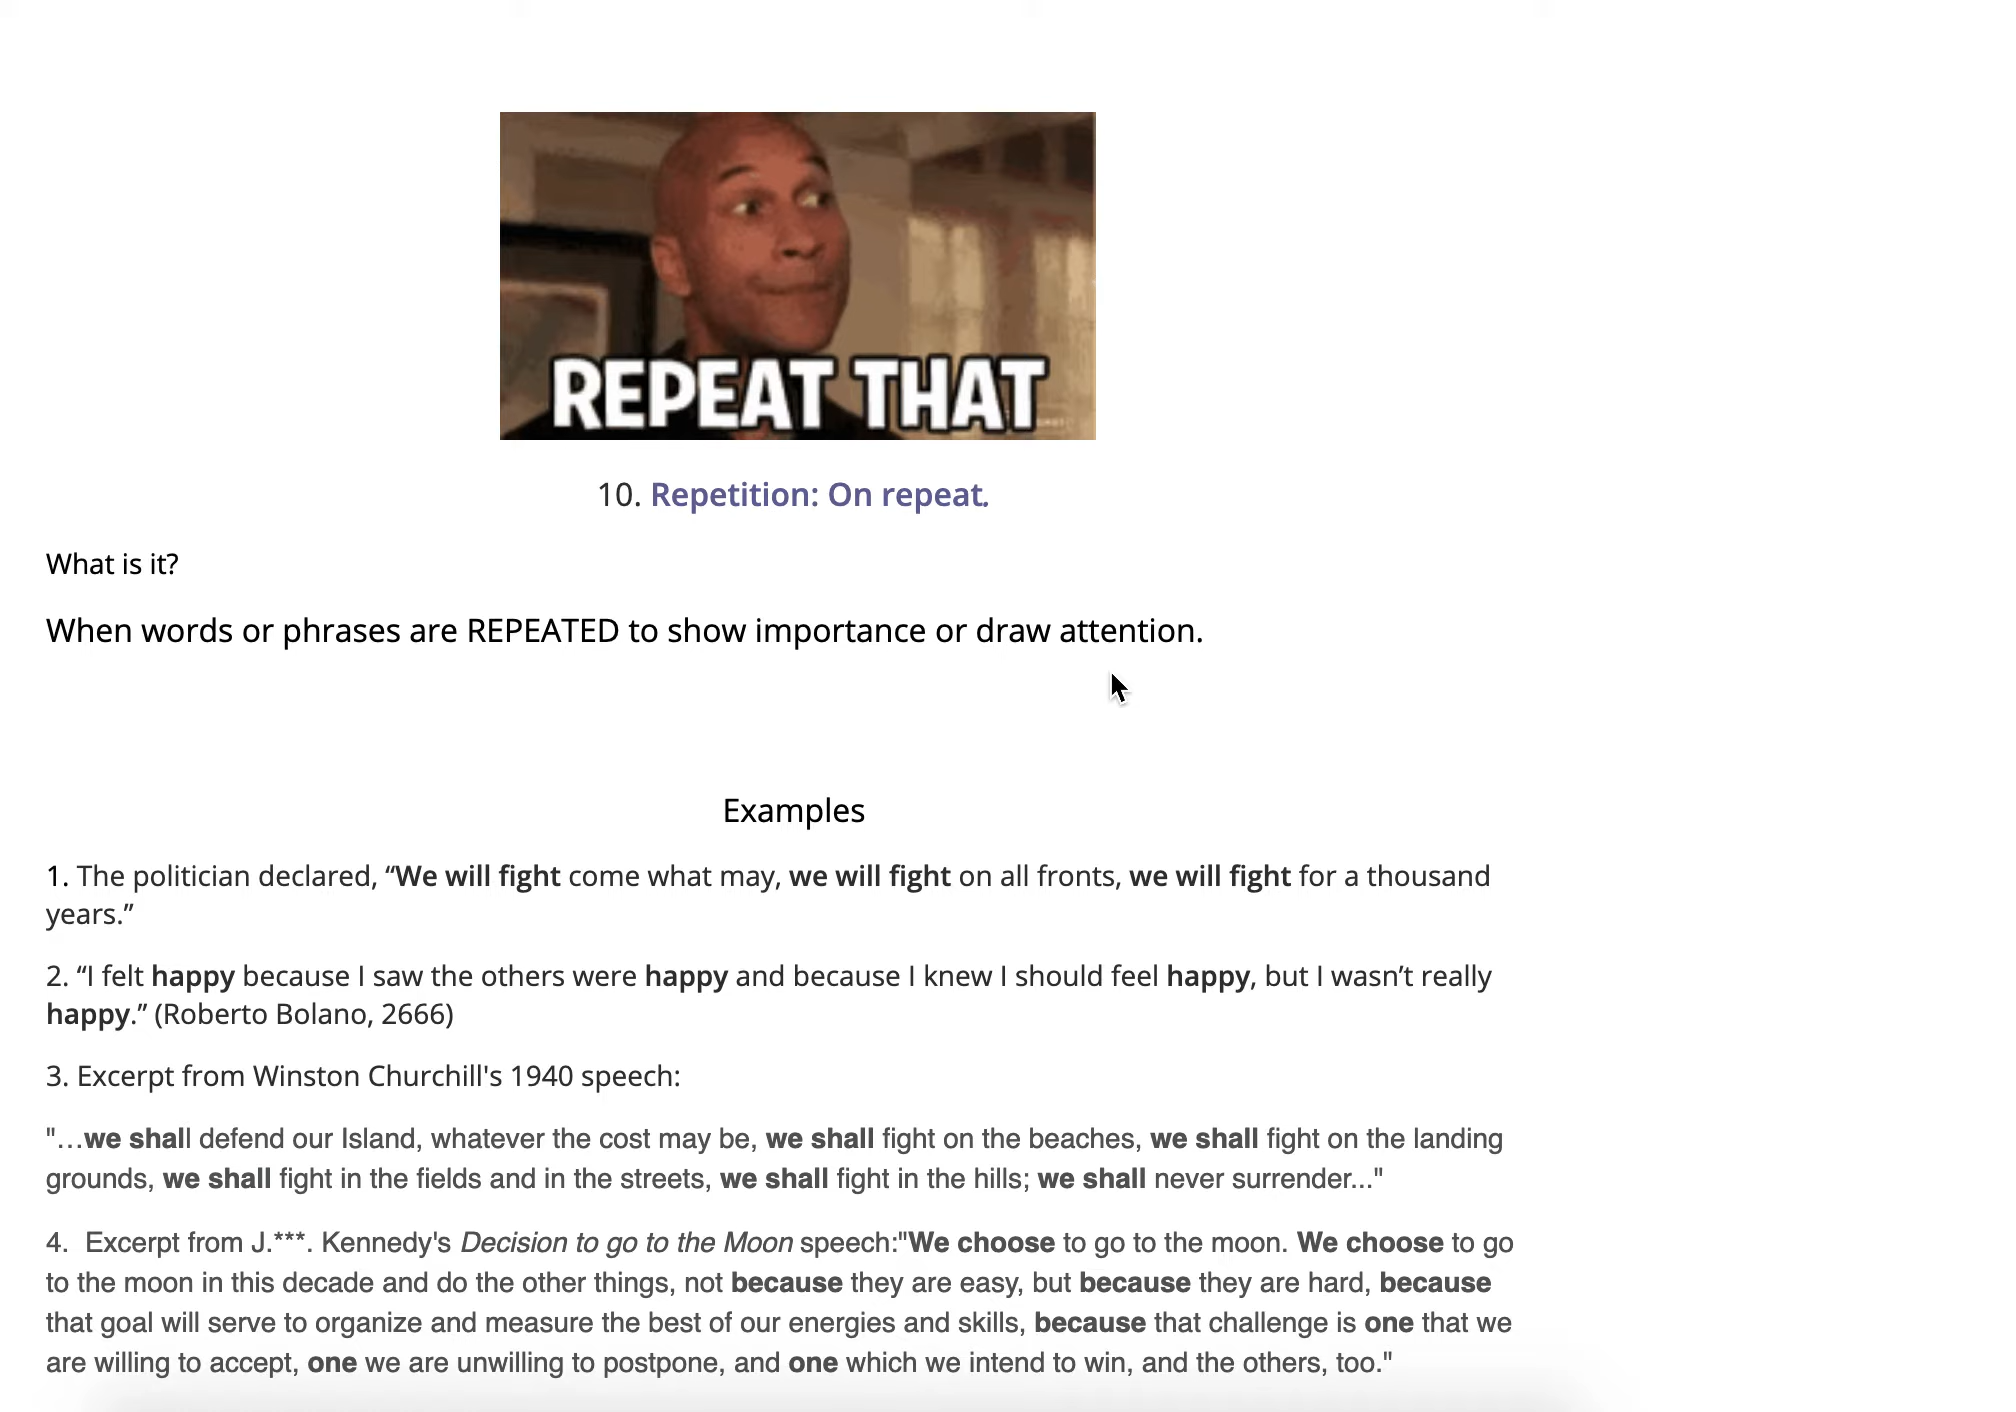 REPEAT THAT
10. Repetition: On repeat.
What is it?
When words or phrases are REPEATED to show importance or draw attention.
Examples
1. The politician declared, “We will fight come what may, we will fight on all fronts, we will fight for a thousand
years.”
2. “I felt happy because I saw the others were happy and because I knew I should feel happy, but I wasn’t really
happy.” (Roberto Bolano, 2666)
3. Excerpt from Winston Churchill's 1940 speech:
"…we shall defend our Island, whatever the cost may be, we shall fight on the beaches, we shall fight on the landing
grounds, we shall fight in the fields and in the streets, we shall fight in the hills; we shall never surrender..."
4.  Excerpt from J.***. Kennedy's Decision to go to the Moon speech:"We choose to go to the moon. We choose to go
to the moon in this decade and do the other things, not because they are easy, but because they are hard, because
that goal will serve to organize and measure the best of our energies and skills, because that challenge is one that we
are willing to accept, one we are unwilling to postpone, and one which we intend to win, and the others, too."